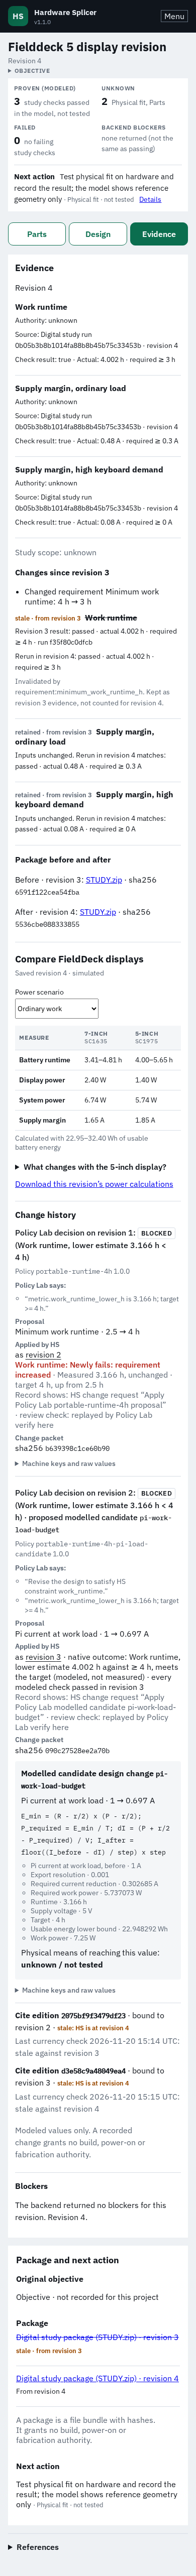 HS
Hardware Splicer
v1.1.0
Menu
Fielddeck 5 display revision
Revision 4
▶ OBJECTIVE
PROVEN (MODELED)
3 study checks passed in the model, not tested
UNKNOWN
2 Physical fit, Parts
FAILED
0 no failing study checks
BACKEND BLOCKERS
none returned (not the same as passing)
Next action Test physical fit on hardware and
record the result; the model shows reference
geometry only · Physical fit · not tested Details
Parts
Design
Evidence
Evidence
Revision 4
Work runtime
Authority: unknown
Source: Digital study run
0b05b3b8b1014fa88b8b45b75c33453b · revision 4
Check result: true · Actual: 4.002 h · required ≥ 3 h
Supply margin, ordinary load
Authority: unknown
Source: Digital study run
0b05b3b8b1014fa88b8b45b75c33453b · revision 4
Check result: true · Actual: 0.48 A · required ≥ 0.3 A
Supply margin, high keyboard demand
Authority: unknown
Source: Digital study run
0b05b3b8b1014fa88b8b45b75c33453b · revision 4
Check result: true · Actual: 0.08 A · required ≥ 0 A
Study scope: unknown
Changes since revision 3
• Changed requirement Minimum work
runtime: 4 h → 3 h
stale · from revision 3 Work runtime
Revision 3 result: passed · actual 4.002 h · required
≥ 4 h · run f35f80c0dfcb
Rerun in revision 4: passed · actual 4.002 h ·
required ≥ 3 h
Invalidated by
requirement:minimum_work_runtime_h. Kept as
revision 3 evidence, not counted for revision 4.
retained · from revision 3 Supply margin,
ordinary load
Inputs unchanged. Rerun in revision 4 matches:
passed · actual 0.48 A · required ≥ 0.3 A
retained · from revision 3 Supply margin, high
keyboard demand
Inputs unchanged. Rerun in revision 4 matches:
passed · actual 0.08 A · required ≥ 0 A
Package before and after
Before · revision 3: STUDY.zip · sha256
6591f122cea54fba
After · revision 4: STUDY.zip · sha256
5536cbe088333855
Compare FieldDeck displays
Saved revision 4 · simulated
Power scenario
Ordinary work
MEASURE 7-INCH SC1635 5-INCH SC1975
Battery runtime 3.41–4.81 h 4.00–5.65 h
Display power 2.40 W 1.40 W
System power 6.74 W 5.74 W
Supply margin 1.65 A 1.85 A
Calculated with 22.95–32.40 Wh of usable
battery energy
▶ What changes with the 5-inch display?
Download this revision's power calculations
Change history
Policy Lab decision on revision 1: BLOCKED
(Work runtime, lower estimate 3.166 h <
4 h)
Policy portable-runtime-4h 1.0.0
Policy Lab says:
"metric.work_runtime_lower_h is 3.166 h; target
>= 4 h."
Proposal
Minimum work runtime · 2.5 → 4 h
Applied by HS
as revision 2
Work runtime: Newly fails: requirement
increased · Measured 3.166 h, unchanged ·
target 4 h, up from 2.5 h
Record shows: HS change request "Apply
Policy Lab portable-runtime-4h proposal"
· review check: replayed by Policy Lab
verify here
Change packet
sha256 b639398c1ce60b90
▶ Machine keys and raw values
Policy Lab decision on revision 2: BLOCKED
(Work runtime, lower estimate 3.166 h < 4
h) · proposed modelled candidate pi-work-
load-budget
Policy portable-runtime-4h-pi-load-
candidate 1.0.0
Policy Lab says:
"Revise the design to satisfy HS
constraint work_runtime."
"metric.work_runtime_lower_h is 3.166 h; target
>= 4 h."
Proposal
Pi current at work load · 1 → 0.697 A
Applied by HS
as revision 3 · native outcome: Work runtime,
lower estimate 4.002 h against ≥ 4 h, meets
the target (modeled, not measured) · every
modeled check passed in revision 3
Record shows: HS change request "Apply
Policy Lab modelled candidate pi-work-load-
budget" · review check: replayed by Policy
Lab verify here
Change packet
sha256 090c27528ee2a70b
Modelled candidate design change pi-
work-load-budget
Pi current at work load · 1 → 0.697 A
E_min = (R - r/2) x (P - r/2);
P_required = E_min / T; dI = (P + r/2
- P_required) / V; I_after =
floor((I_before - dI) / step) x step
Pi current at work load, before · 1 A
Export resolution · 0.001
Required current reduction · 0.302685 A
Required work power · 5.737073 W
Runtime · 3.166 h
Supply voltage · 5 V
Target · 4 h
Usable energy lower bound · 22.948292 Wh
Work power · 7.25 W
Physical means of reaching this value:
unknown / not tested
▶ Machine keys and raw values
Cite edition 2075bf9f3479df23 · bound to
revision 2 · stale: HS is at revision 4
Last currency check 2026-11-20 15:14 UTC:
stale against revision 3
Cite edition d3e58c9a48049ea4 · bound to
revision 3 · stale: HS is at revision 4
Last currency check 2026-11-20 15:15 UTC:
stale against revision 4
Modeled values only. A recorded
change grants no build, power-on or
fabrication authority.
Blockers
The backend returned no blockers for this
revision. Revision 4.
Package and next action
Original objective
Objective · not recorded for this project
Package
Digital study package (STUDY.zip) · revision 3
stale · from revision 3
Digital study package (STUDY.zip) · revision 4
From revision 4
A package is a file bundle with hashes.
It grants no build, power-on or
fabrication authority.
Next action
Test physical fit on hardware and record the
result; the model shows reference geometry
only · Physical fit · not tested
▶ References